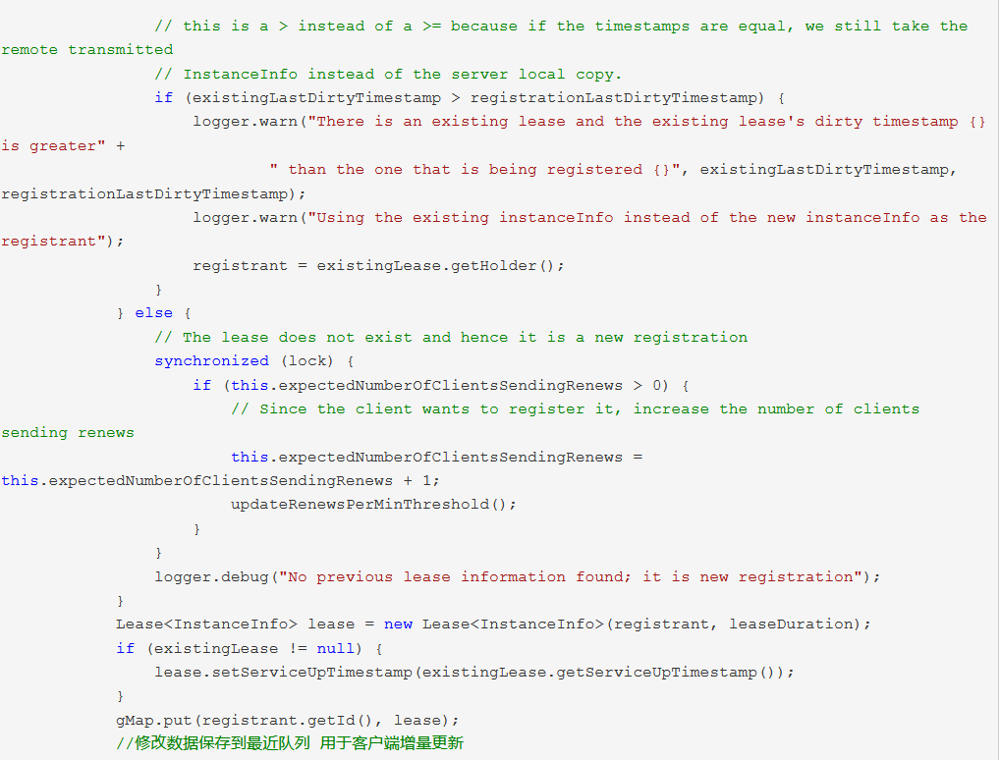 // this is a > instead of a >= because if the timestamps are equal, we still take the
remote transmitted
// InstanceInfo instead of the server local copy.
if (existingLastDirtyTimestamp > registrationLastDirtyTimestamp) {
logger.warn("There is an existing lease and the existing lease's dirty timestamp {}
is greater" +
" than the one that is being registered {}", existingLastDirtyTimestamp,
registrationLastDirtyTimestamp);
logger.warn("Using the existing instanceInfo instead of the new instanceInfo as the
registrant");
registrant = existingLease.getHolder();
}
} else {
// The lease does not exist and hence it is a new registration
synchronized (lock) {
if (this.expectedNumberOfClientsSendingRenews > 0) {
// Since the client wants to register it, increase the number of clients
sending renews
this.expectedNumberOfClientsSendingRenews =
this.expectedNumberOfClientsSendingRenews + 1;
updateRenewsPerMinThreshold();
}
}
logger.debug("No previous lease information found; it is new registration");
}
Lease<InstanceInfo> lease = new Lease<InstanceInfo>(registrant, leaseDuration);
if (existingLease != null) {
lease.setServiceUpTimestamp(existingLease.getServiceUpTimestamp());
}
gMap.put(registrant.getId(), lease);
//修改数据保存到最近队列 用于客户端增量更新